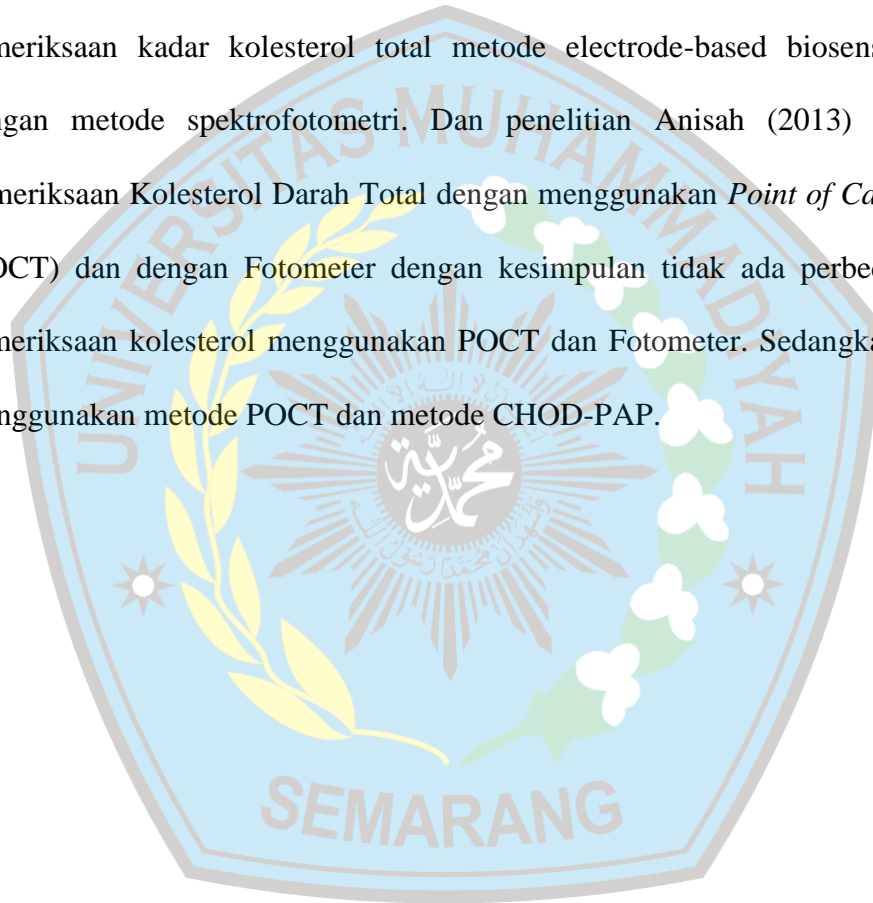 meriksaan kadar kolesterol total metode electrode-based biosens
ngan metode spektrofotometri. Dan penelitian Anisah (2013)
meriksaan Kolesterol Darah Total dengan menggunakan Point of Ca
OCT) dan dengan Fotometer dengan kesimpulan tidak ada perbed
meriksaan kolesterol menggunakan POCT dan Fotometer. Sedangka
nggunakan metode POCT dan metode CHOD-PAP.
UNIVERSITAS MUHAMMADIYAH
محمدية
SEMARANG